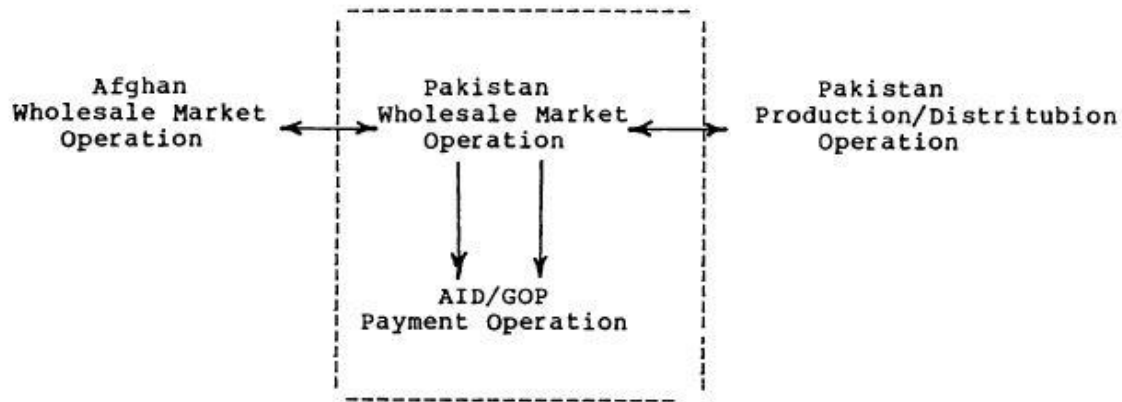 Afghan
Wholesale Market
Operation
Pakistan
Wholesale Market
Operation
Pakistan
Production/Distritubion
Operation
AID/GOP
Payment Operation